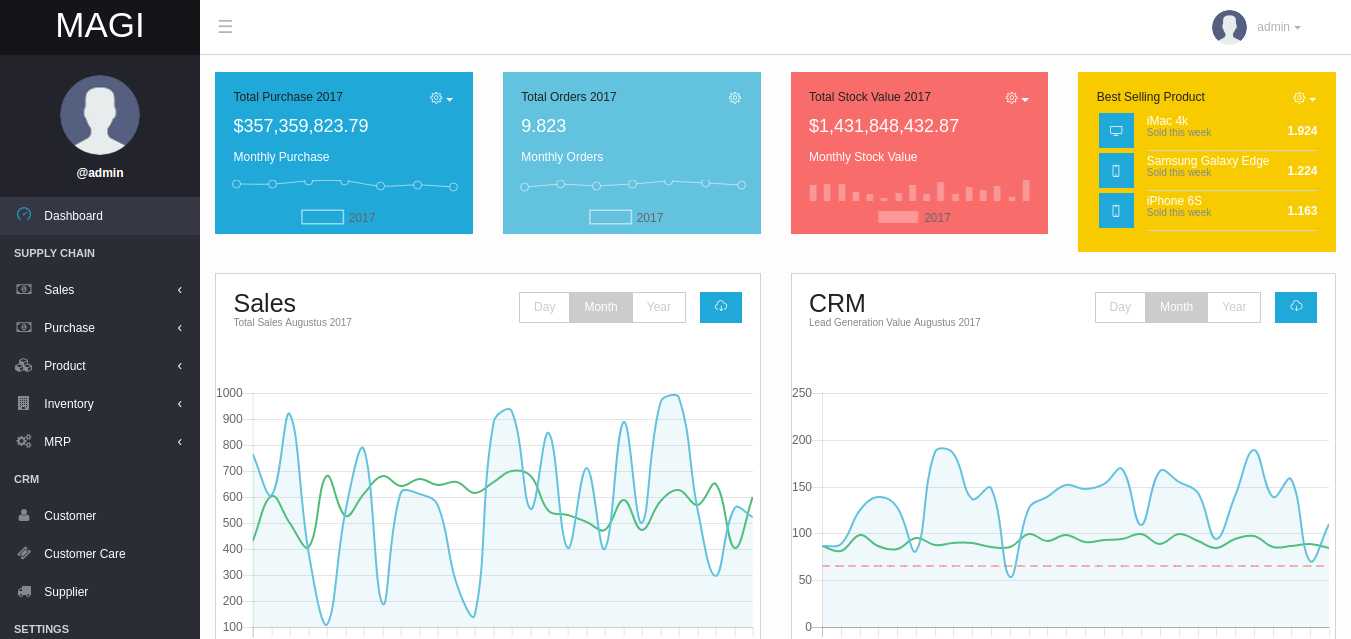 MAGI
admin
@admin
Dashboard
SUPPLY CHAIN
Sales
Purchase
Product
Inventory
MRP
CRM
Customer
Customer Care
Supplier
SETTINGS
Total Purchase 2017
$357,359,823.79
Monthly Purchase
2017
Total Orders 2017
9.823
Monthly Orders
2017
Total Stock Value 2017
$1,431,848,432.87
Monthly Stock Value
2017
Best Selling Product
iMac 4k
Sold this week
1.924
Samsung Galaxy Edge
Sold this week
1.224
iPhone 6S
Sold this week
1.163
Sales
Total Sales Augustus 2017
Day Month Year
1000
900
800
700
600
500
400
300
200
100
CRM
Lead Generation Value Augustus 2017
Day Month Year
250
200
150
100
50
0